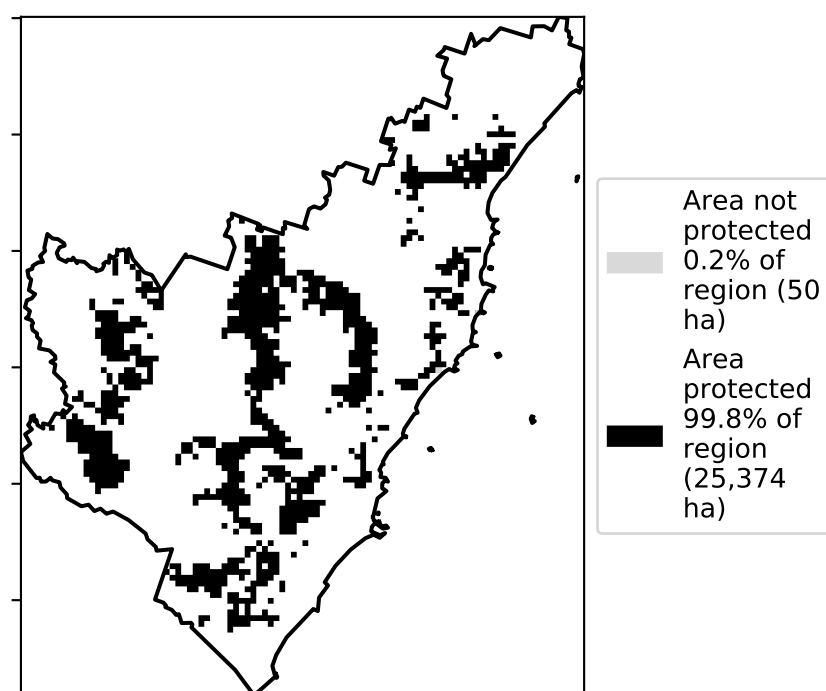 Area not
protected
0.2% of
region (50
ha)
Area
protected
99.8% of
region
(25,374
ha)